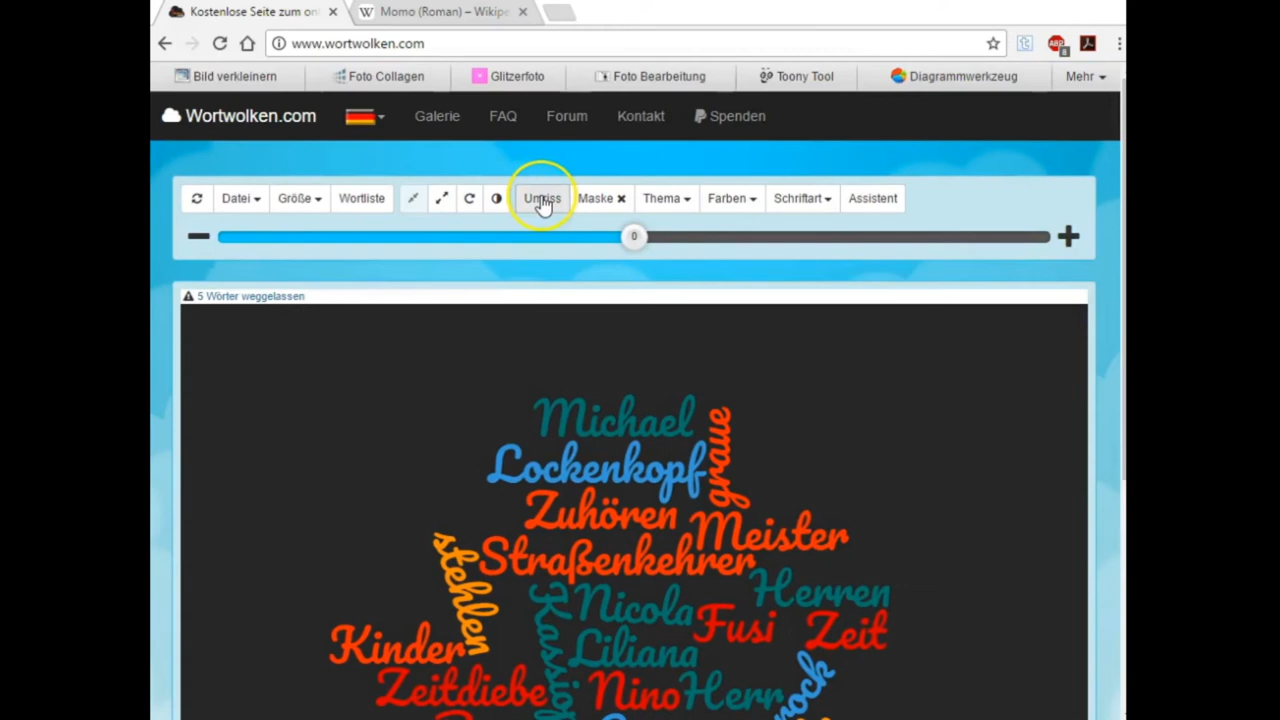 Kostenlose Seite zum on
Momo (Roman) – Wikipe
www.wortwolken.com
8
Bild verkleinern Foto Collagen Glitzerfoto Foto Bearbeitung Toony Tool Diagrammwerkzeug Mehr
Wortwolken.com Galerie FAQ Forum Kontakt Spenden
Datei Größe Wortliste Umriss Maske Thema Farben Schriftart Assistent
0
5 Wörter weggelassen
Michael
graue
Lockenkopf
Zuhören
Meister
stehlen
Straßenkehrer
Herren
Nicola
Fusi
Zeit
Kinder
Liliana
Zeitdiebe
Nino
Herr